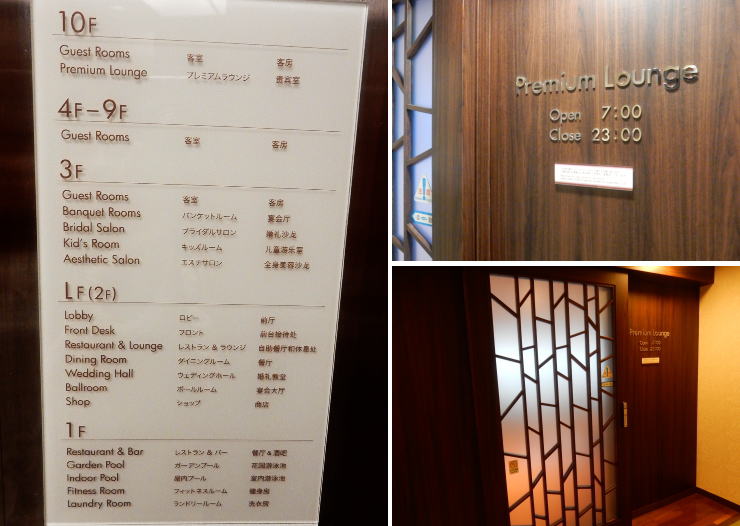 10F
Guest Rooms 客室 客房
Premium Lounge プレミアムラウンジ 贵宾室
4F–9F
Guest Rooms 客室 客房
3F
Guest Rooms 客室 客房
Banquet Rooms バンケットルーム 宴会厅
Bridal Salon ブライダルサロン 婚礼沙龙
Kid's Room キッズルーム 儿童游乐室
Aesthetic Salon エステサロン 全身美容沙龙
LF(2F)
Lobby ロビー 前厅
Front Desk フロント 前台接待处
Restaurant & Lounge レストラン & ラウンジ 自助餐厅和休息处
Dining Room ダイニングルーム 餐厅
Wedding Hall ウェディングホール 婚礼教堂
Ballroom ボールルーム 宴会大厅
Shop ショップ 商店
1F
Restaurant & Bar レストラン & バー 餐厅 & 酒吧
Garden Pool ガーデンプール 花园游泳池
Indoor Pool 屋内プール 室内游泳池
Fitness Room フィットネスルーム 健身房
Laundry Room ランドリールーム 洗衣房
Premium Lounge
Open 7:00
Close 23:00
Premium Lounge
Open 7:00
Close 23:00